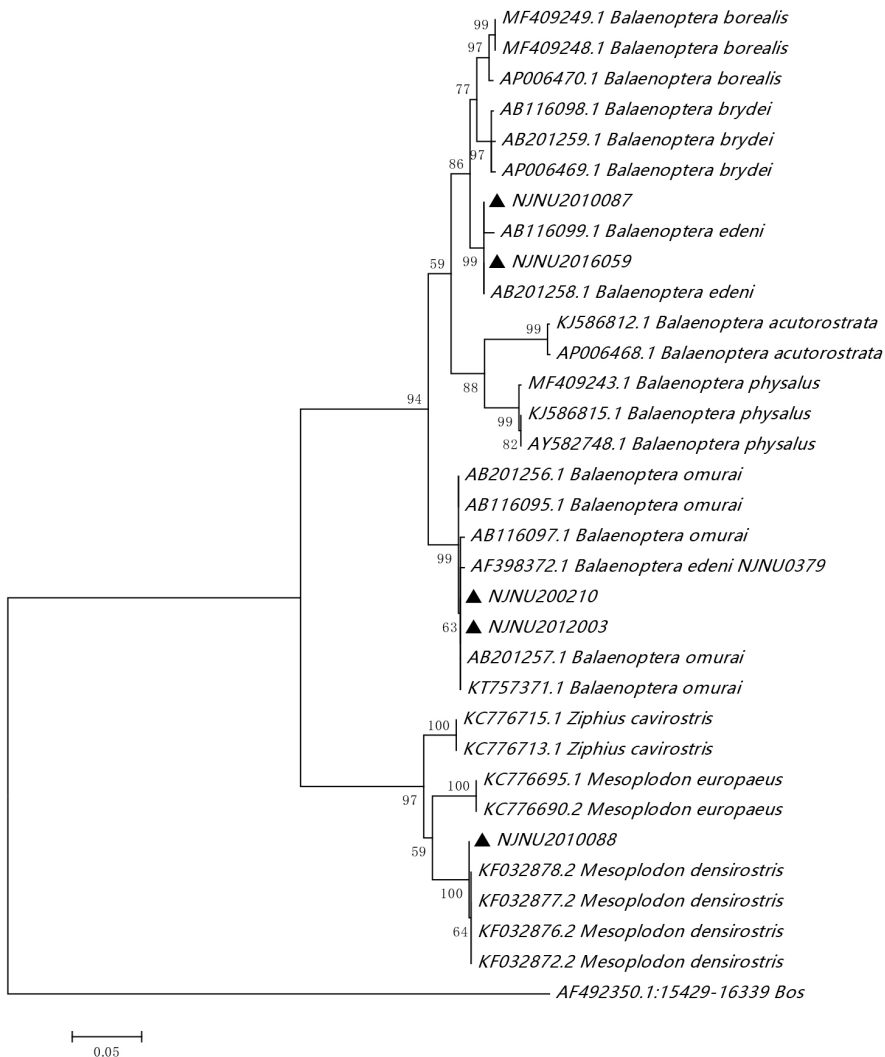 MF409249.1 Balaenoptera borealis
99
MF409248.1 Balaenoptera borealis
97
AP006470.1 Balaenoptera borealis
77
AB116098.1 Balaenoptera brydei
AB201259.1 Balaenoptera brydei
97
86
AP006469.1 Balaenoptera brydei
▲ NJNU2010087
AB116099.1 Balaenoptera edeni
59
99
▲ NJNU2016059
AB201258.1 Balaenoptera edeni
KJ586812.1 Balaenoptera acutorostrata
99
AP006468.1 Balaenoptera acutorostrata
88
MF409243.1 Balaenoptera physalus
94
KJ586815.1 Balaenoptera physalus
99
82
AY582748.1 Balaenoptera physalus
AB201256.1 Balaenoptera omurai
AB116095.1 Balaenoptera omurai
AB116097.1 Balaenoptera omurai
99
AF398372.1 Balaenoptera edeni NJNU0379
▲ NJNU200210
63
▲ NJNU2012003
AB201257.1 Balaenoptera omurai
KT757371.1 Balaenoptera omurai
KC776715.1 Ziphius cavirostris
100
KC776713.1 Ziphius cavirostris
97
KC776695.1 Mesoplodon europaeus
100
KC776690.2 Mesoplodon europaeus
59
▲ NJNU2010088
KF032878.2 Mesoplodon densirostris
100
KF032877.2 Mesoplodon densirostris
64
KF032876.2 Mesoplodon densirostris
KF032872.2 Mesoplodon densirostris
AF492350.1:15429-16339 Bos
0.05